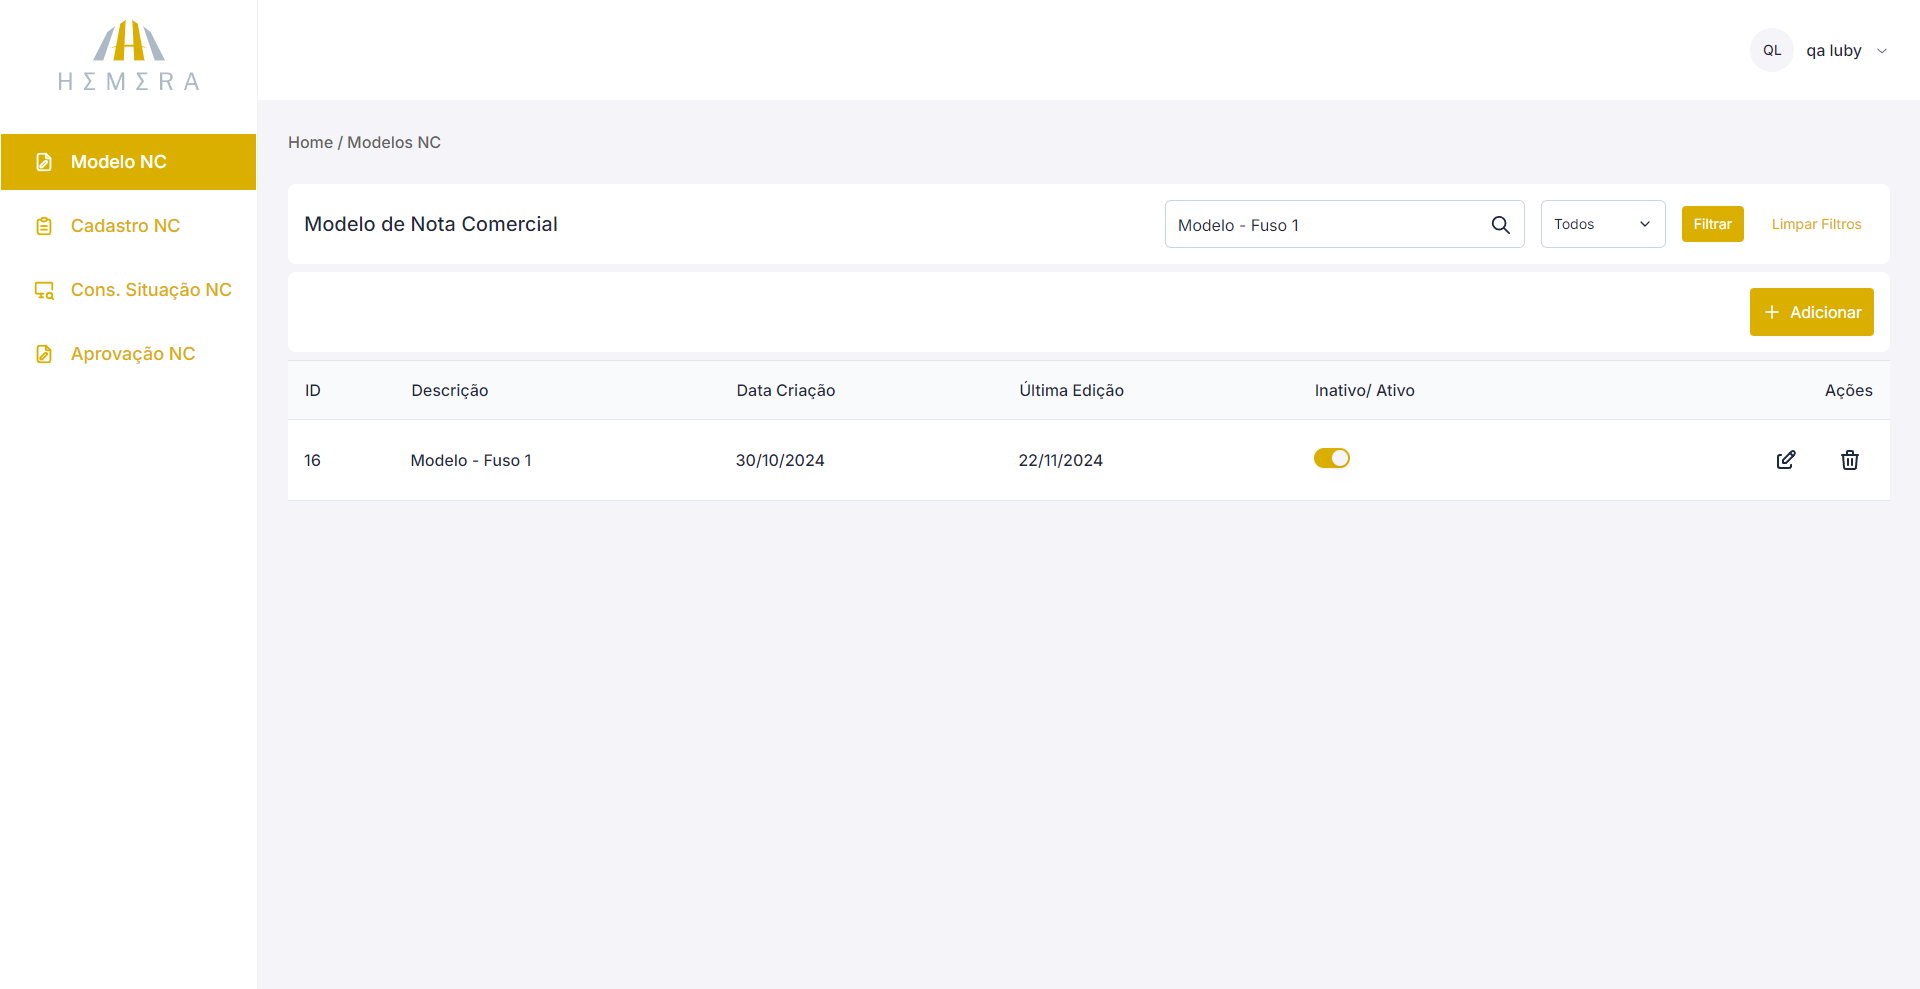 HΣMΣRA
QL qa luby
Modelo NC
Cadastro NC
Cons. Situação NC
Aprovação NC
Home / Modelos NC
Modelo de Nota Comercial
Modelo - Fuso 1
Todos
Filtrar
Limpar Filtros
Adicionar
ID Descrição Data Criação Última Edição Inativo/ Ativo Ações
16 Modelo - Fuso 1 30/10/2024 22/11/2024